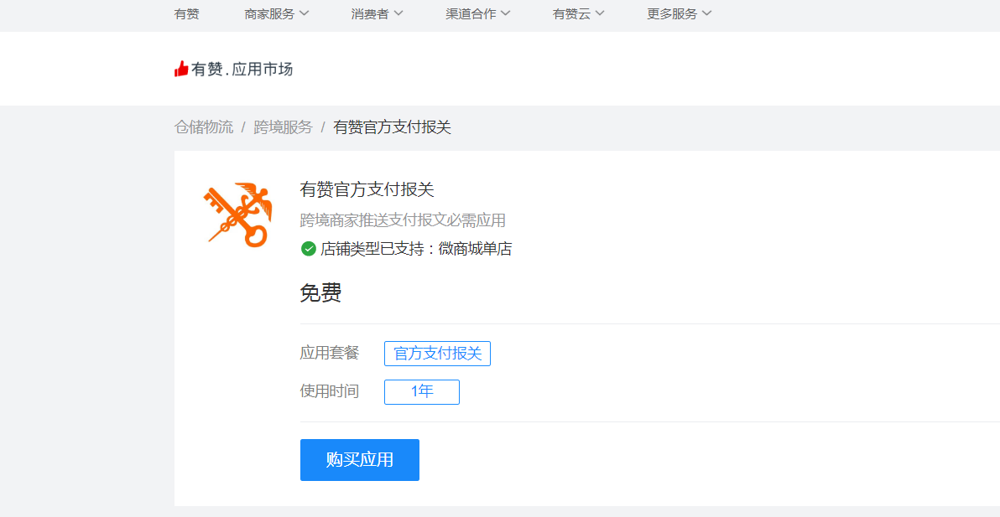 有赞 商家服务 消费者 渠道合作 有赞云 更多服务
有赞.应用市场
仓储物流 / 跨境服务 / 有赞官方支付报关
有赞官方支付报关
跨境商家推送支付报文必需应用
店铺类型已支持：微商城单店
免费
应用套餐 官方支付报关
使用时间 1年
购买应用